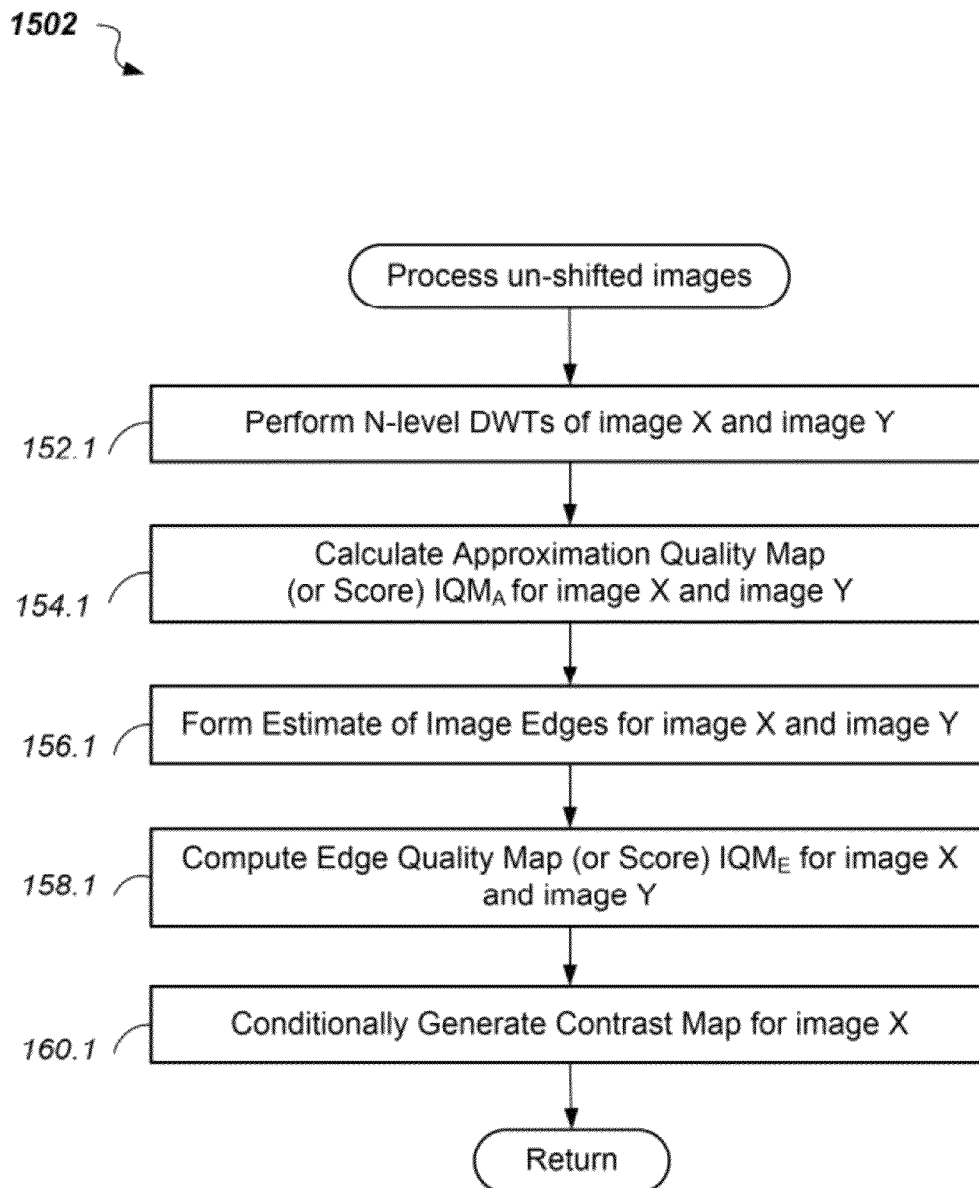 1502
Process un-shifted images
152.1
Perform N-level DWTs of image X and image Y
154.1
Calculate Approximation Quality Map
(or Score) IQMA for image X and image Y
156.1
Form Estimate of Image Edges for image X and image Y
158.1
Compute Edge Quality Map (or Score) IQME for image X
and image Y
160.1
Conditionally Generate Contrast Map for image X
Return